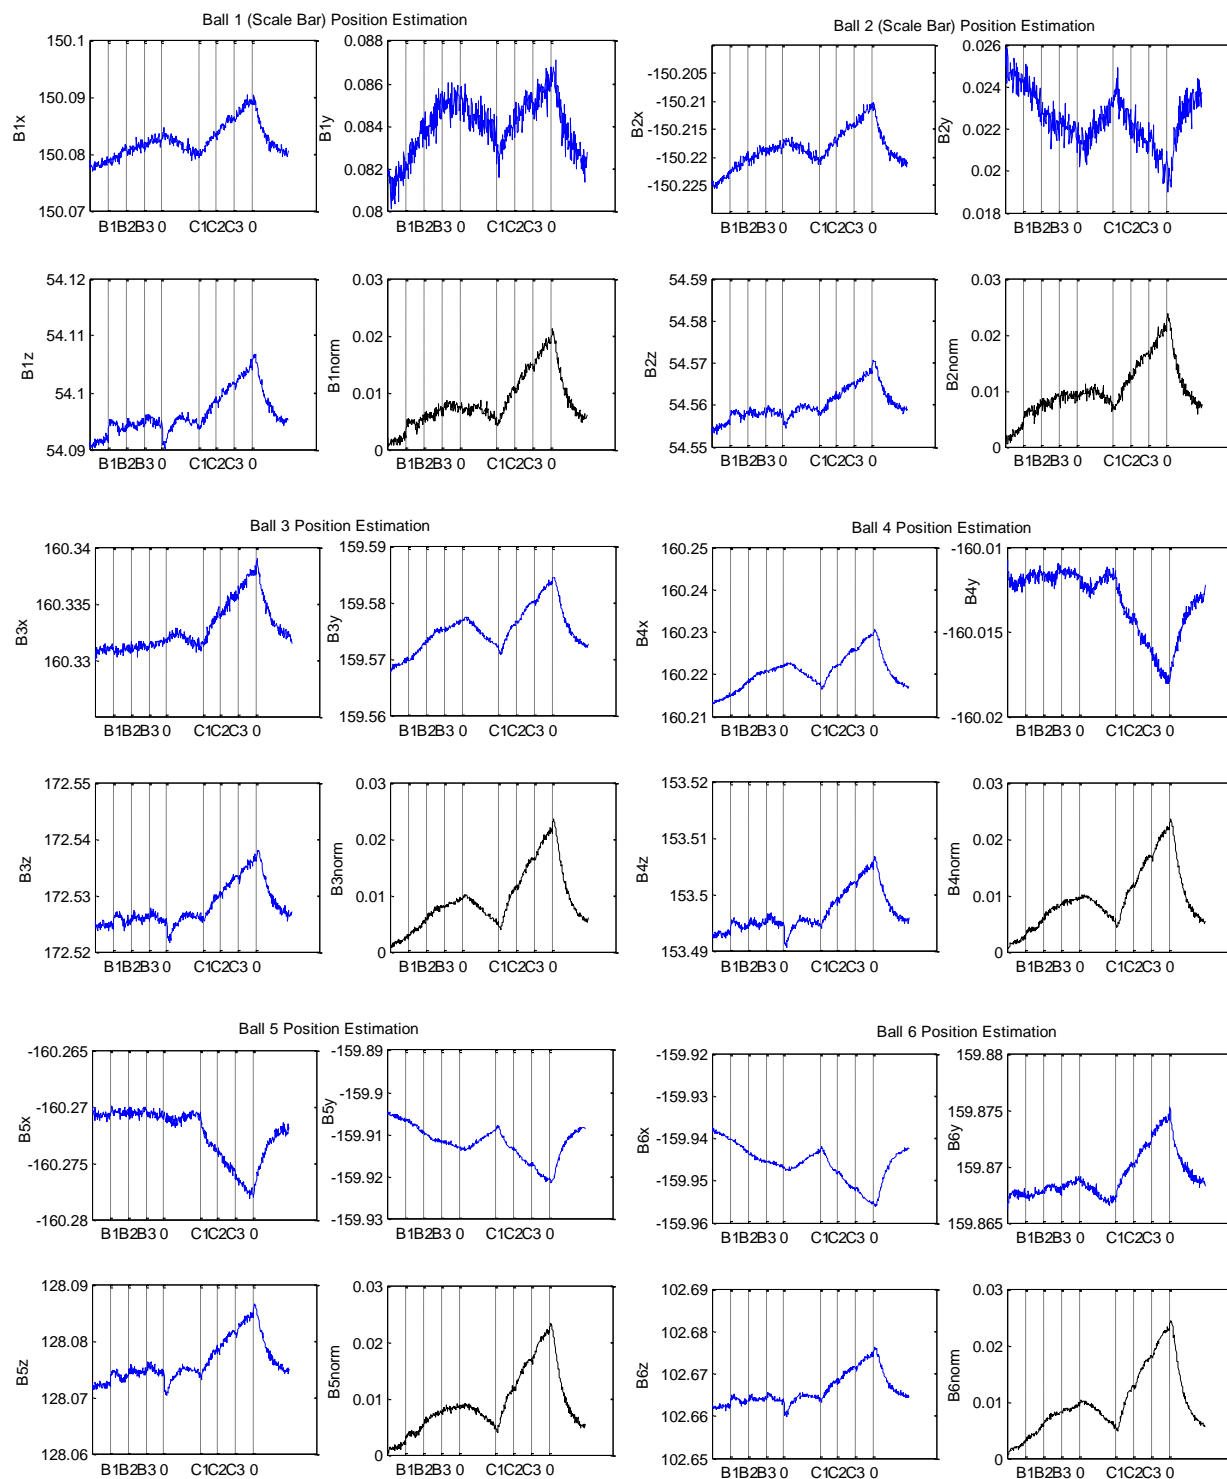 Ball 1 (Scale Bar) Position Estimation
150.1
150.09
150.08
150.07
B1x
B1B2B3 0 C1C2C3 0
0.088
0.086
0.084
0.082
0.08
B1y
B1B2B3 0 C1C2C3 0
54.12
54.11
54.1
54.09
B1z
B1B2B3 0 C1C2C3 0
0.03
0.02
0.01
0
B1norm
B1B2B3 0 C1C2C3 0
Ball 2 (Scale Bar) Position Estimation
-150.205
-150.21
-150.215
-150.22
-150.225
B2x
B1B2B3 0 C1C2C3 0
0.026
0.024
0.022
0.02
0.018
B2y
B1B2B3 0 C1C2C3 0
54.59
54.58
54.57
54.56
54.55
B2z
B1B2B3 0 C1C2C3 0
0.03
0.02
0.01
0
B2norm
B1B2B3 0 C1C2C3 0
Ball 3 Position Estimation
160.34
160.335
160.33
B3x
B1B2B3 0 C1C2C3 0
159.59
159.58
159.57
159.56
B3y
B1B2B3 0 C1C2C3 0
172.55
172.54
172.53
172.52
B3z
B1B2B3 0 C1C2C3 0
0.03
0.02
0.01
0
B3norm
B1B2B3 0 C1C2C3 0
Ball 4 Position Estimation
160.25
160.24
160.23
160.22
160.21
B4x
B1B2B3 0 C1C2C3 0
-160.01
-160.015
-160.02
B4y
B1B2B3 0 C1C2C3 0
153.52
153.51
153.5
153.49
B4z
B1B2B3 0 C1C2C3 0
0.03
0.02
0.01
0
B4norm
B1B2B3 0 C1C2C3 0
Ball 5 Position Estimation
-160.265
-160.27
-160.275
-160.28
B5x
B1B2B3 0 C1C2C3 0
-159.89
-159.9
-159.91
-159.92
-159.93
B5y
B1B2B3 0 C1C2C3 0
128.09
128.08
128.07
128.06
B5z
B1B2B3 0 C1C2C3 0
0.03
0.02
0.01
0
B5norm
B1B2B3 0 C1C2C3 0
Ball 6 Position Estimation
-159.92
-159.93
-159.94
-159.95
-159.96
B6x
B1B2B3 0 C1C2C3 0
159.88
159.875
159.87
159.865
B6y
B1B2B3 0 C1C2C3 0
102.69
102.68
102.67
102.66
102.65
B6z
B1B2B3 0 C1C2C3 0
0.03
0.02
0.01
0
B6norm
B1B2B3 0 C1C2C3 0